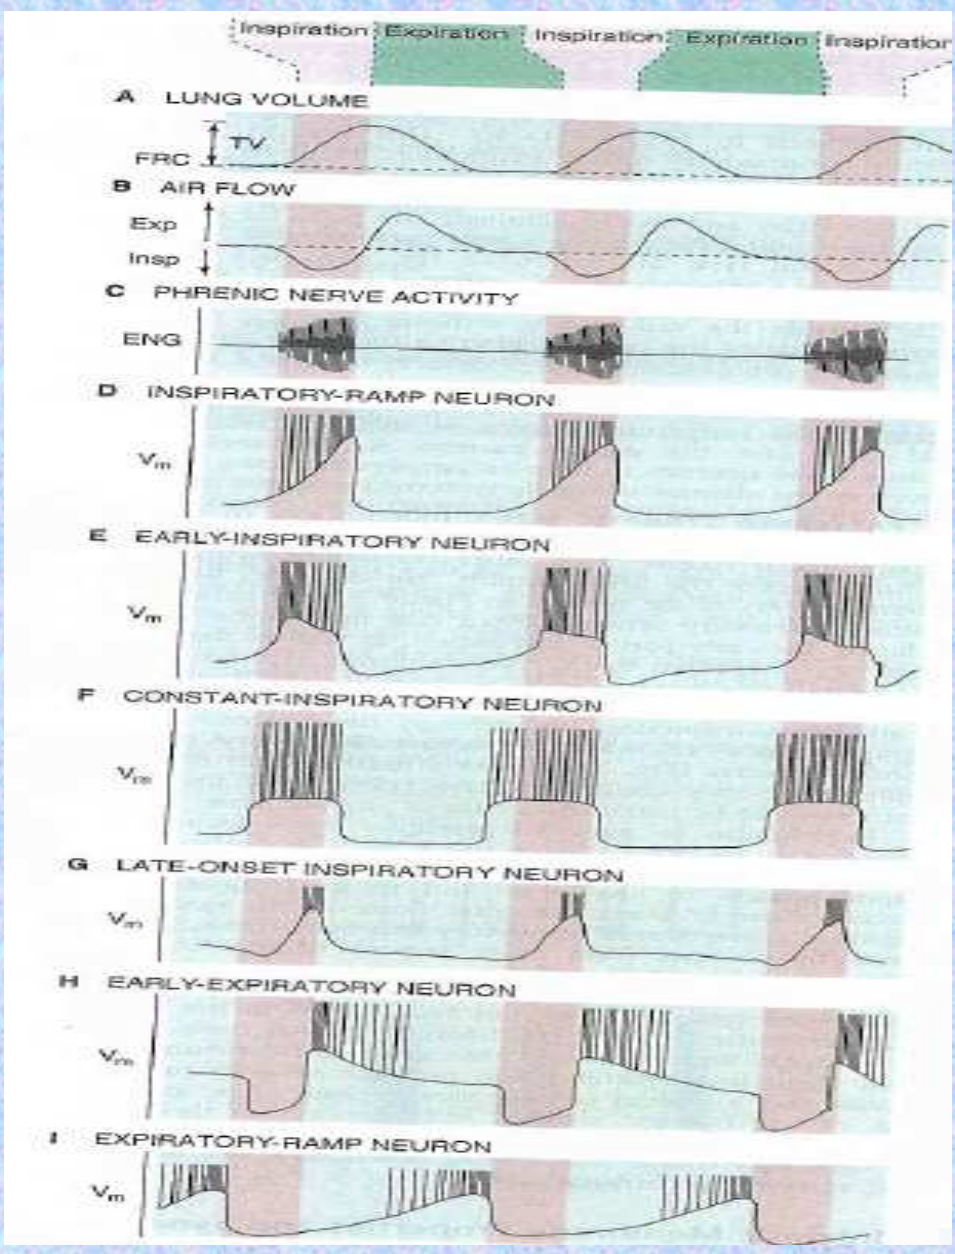 Inspiration Expiration Inspiration Expiration Inspiration
A LUNG VOLUME
TV
FRC
B AIR FLOW
Exp
Insp
C PHRENIC NERVE ACTIVITY
ENG
D INSPIRATORY-RAMP NEURON
Vm
E EARLY-INSPIRATORY NEURON
Vm
F CONSTANT-INSPIRATORY NEURON
Vm
G LATE-ONSET INSPIRATORY NEURON
Vm
H EARLY-EXPIRATORY NEURON
Vm
I EXPIRATORY-RAMP NEURON
Vm